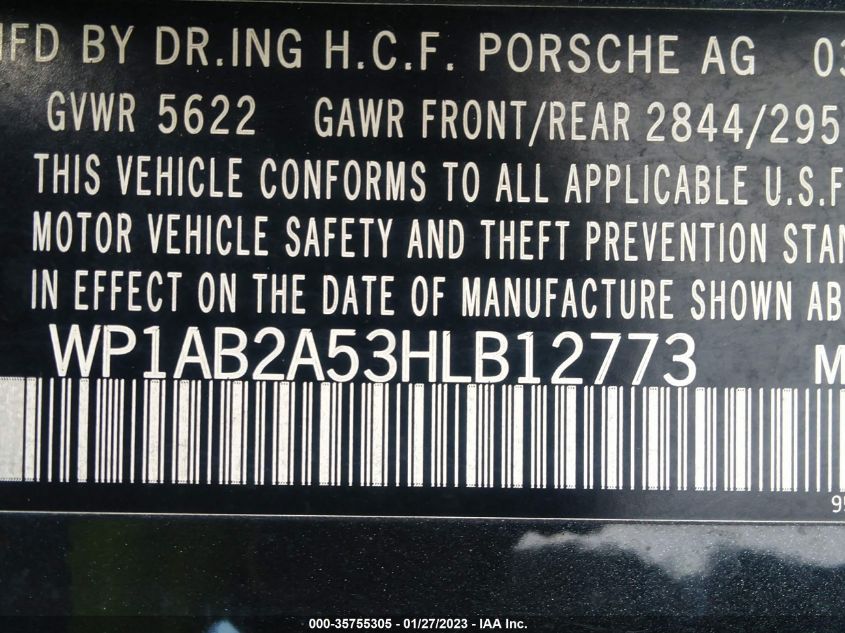 MFD BY DR.ING H.C.F. PORSCHE AG 03
GVWR 5622 GAWR FRONT/REAR 2844/295
THIS VEHICLE CONFORMS TO ALL APPLICABLE U.S.F
MOTOR VEHICLE SAFETY AND THEFT PREVENTION STAN
IN EFFECT ON THE DATE OF MANUFACTURE SHOWN AB
WP1AB2A53HLB12773 M
95
000-35755305 - 01/27/2023 - IAA Inc.